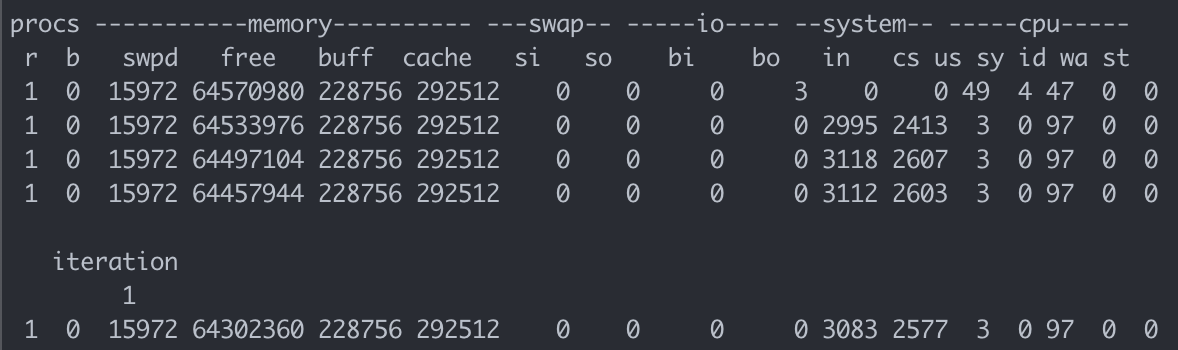 procs -----------memory---------- ---swap-- -----io---- --system-- -----cpu-----
 r  b   swpd   free   buff  cache   si   so    bi    bo   in   cs us sy id wa st
 1  0  15972 64570980 228756 292512    0    0     0     3    0    0 49  4 47  0  0
 1  0  15972 64533976 228756 292512    0    0     0     0 2995 2413  3  0 97  0  0
 1  0  15972 64497104 228756 292512    0    0     0     0 3118 2607  3  0 97  0  0
 1  0  15972 64457944 228756 292512    0    0     0     0 3112 2603  3  0 97  0  0
   iteration
        1
 1  0  15972 64302360 228756 292512    0    0     0     0 3083 2577  3  0 97  0  0